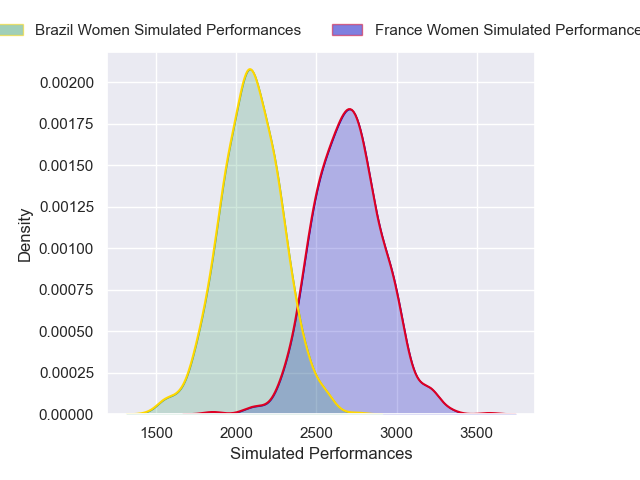 Brazil Women Simulated Performances France Women Simulated Performance
0.00200
0.00175
0.00150
0.00125
0.00100
0.00075
0.00050
0.00025
0.00000
Density
1500 2000 2500 3000 3500
Simulated Performances